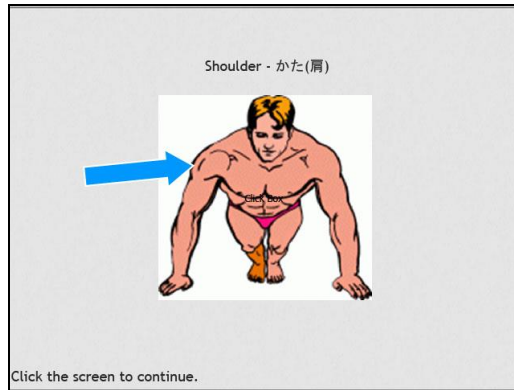 Shoulder - かた(肩)
Click Box
Click the screen to continue.